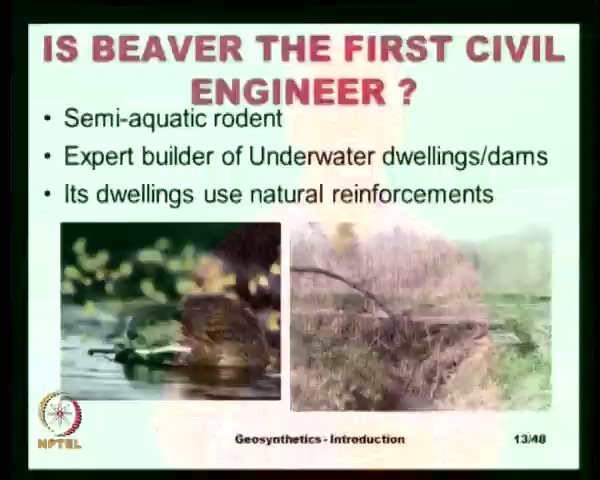 IS BEAVER THE FIRST CIVIL
ENGINEER ?
• Semi-aquatic rodent
• Expert builder of Underwater dwellings/dams
• Its dwellings use natural reinforcements
NPTEL
Geosynthetics - Introduction
13/48